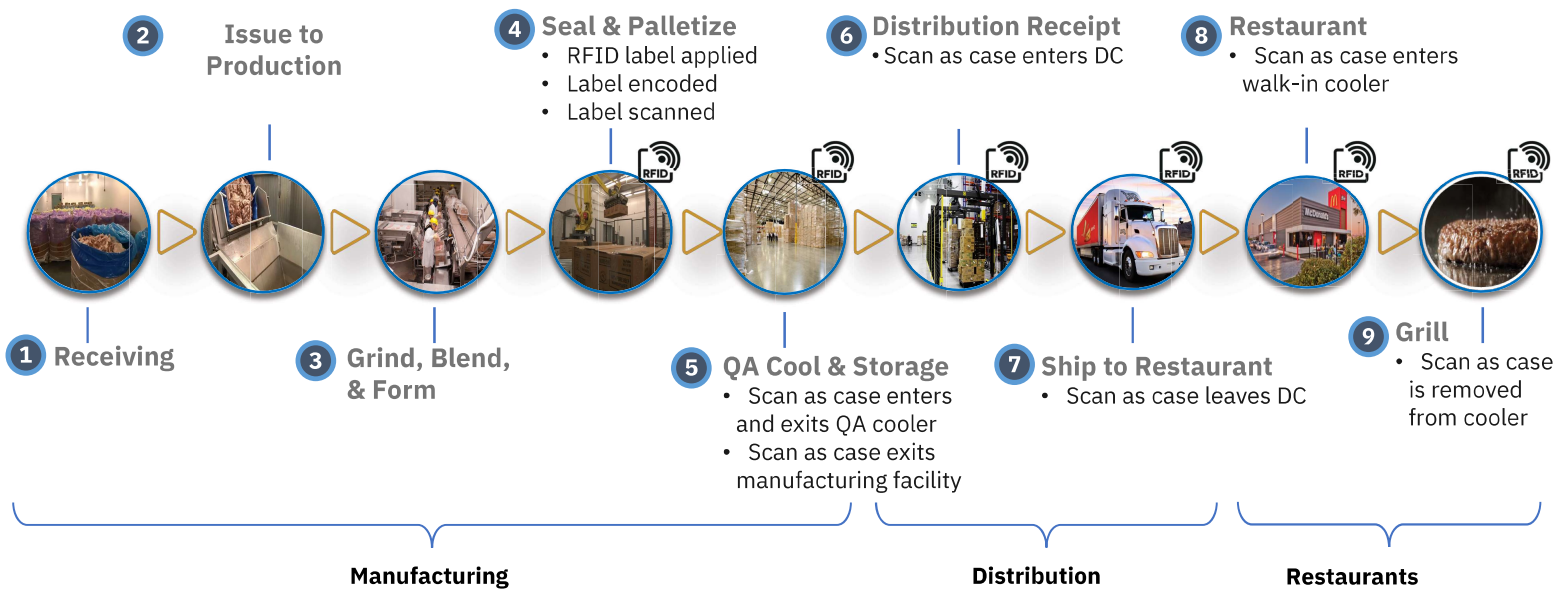 2
Issue to
Production
4
Seal & Palletize
• RFID label applied
• Label encoded
• Label scanned
6
Distribution Receipt
• Scan as case enters DC
8
Restaurant
• Scan as case enters
walk-in cooler
RFID
RFID
RFID
RFID
RFID
RFID
McDonald's
1
Receiving
3
Grind, Blend,
& Form
5
QA Cool & Storage
• Scan as case enters
and exits QA cooler
• Scan as case exits
manufacturing facility
7
Ship to Restaurant
• Scan as case leaves DC
9
Grill
• Scan as case
is removed
from cooler
Manufacturing
Distribution
Restaurants